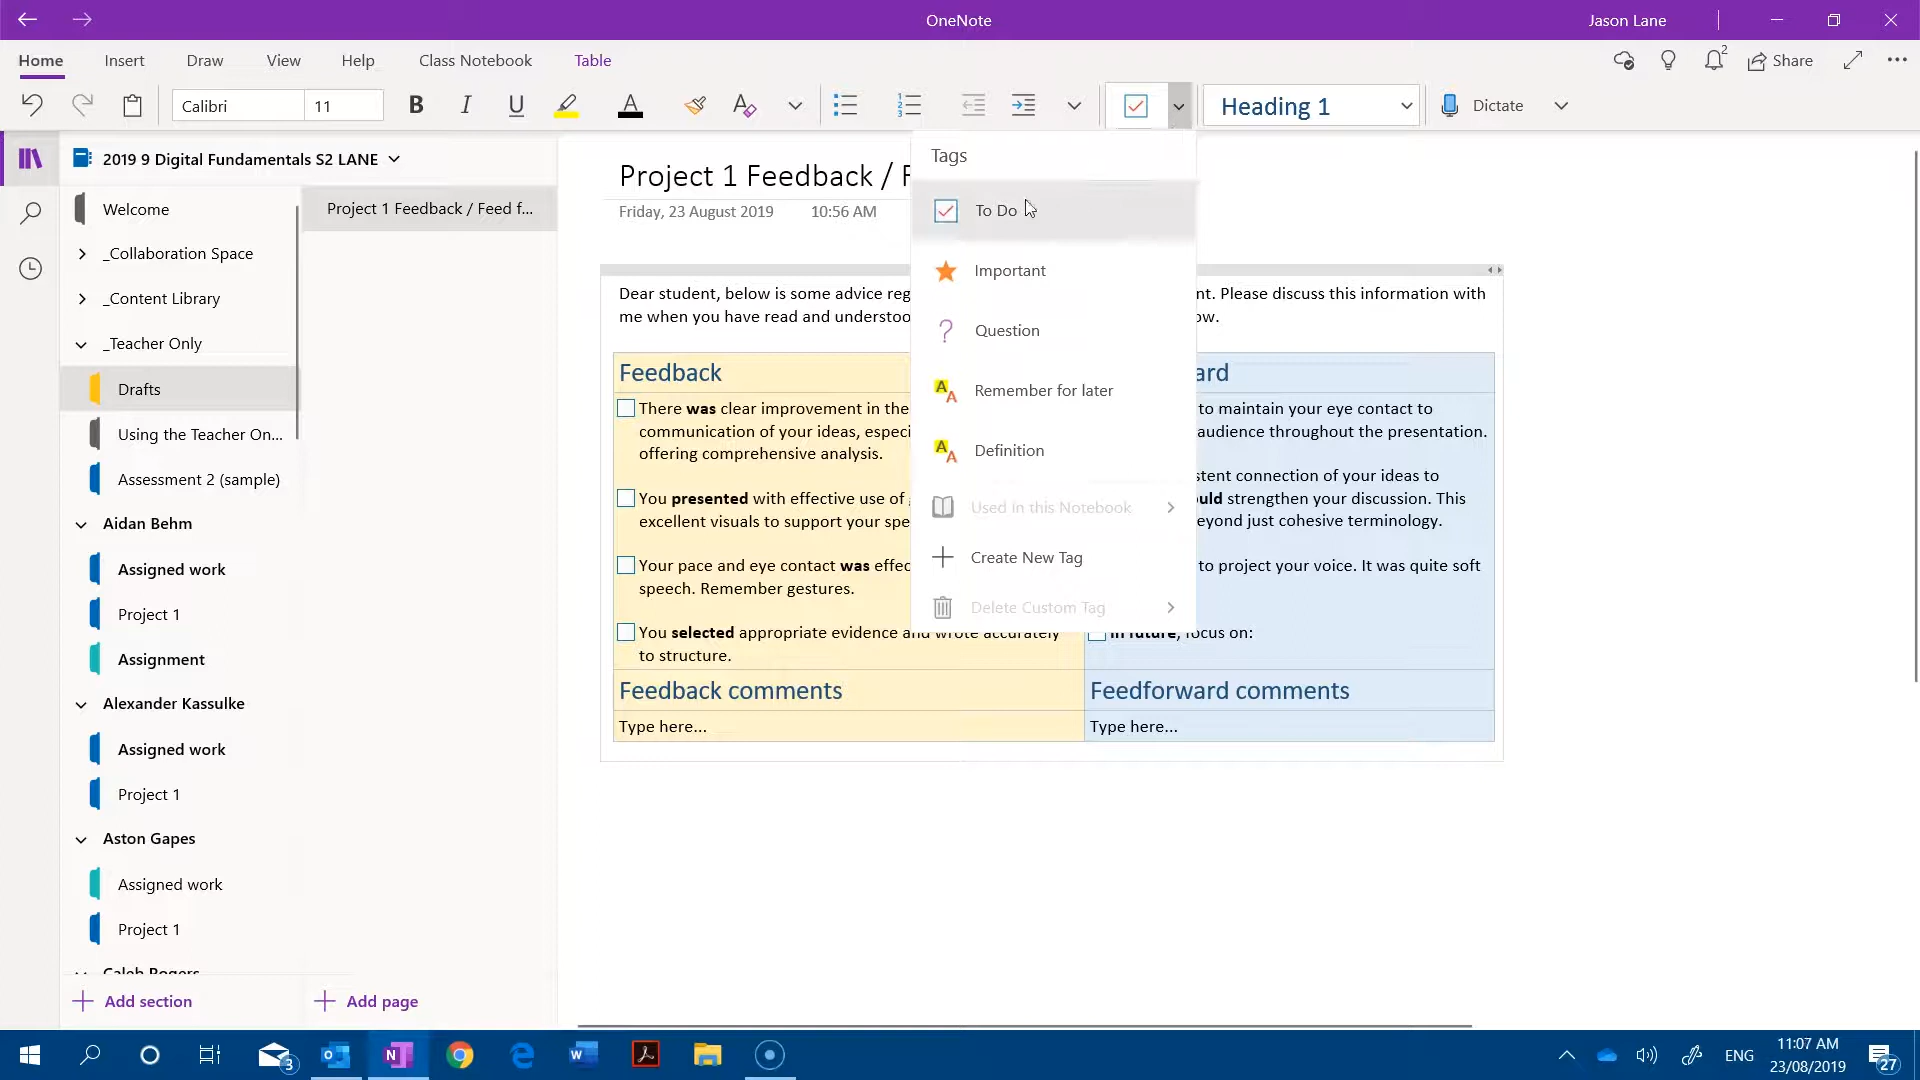 OneNote
Jason Lane
Home
Insert
Draw
View
Help
Class Notebook
Table
2
Share
Calibri
11
B
I
U
A
Heading 1
Dictate
2019 9 Digital Fundamentals S2 LANE
Welcome
_Collaboration Space
_Content Library
_Teacher Only
Drafts
Using the Teacher On...
Assessment 2 (sample)
Aidan Behm
Assigned work
Project 1
Assignment
Alexander Kassulke
Assigned work
Project 1
Aston Gapes
Assigned work
Project 1
Caleb Rogers
Add section
Project 1 Feedback / Feed f...
Add page
Project 1 Feedback / F
Friday, 23 August 2019
10:56 AM
Tags
To Do
Important
Question
Remember for later
Definition
Used in this Notebook
Create New Tag
Delete Custom Tag
Dear student, below is some advice reg
nt. Please discuss this information with
me when you have read and understoo
ow.
Feedback
There was clear improvement in the
communication of your ideas, especi
offering comprehensive analysis.
You presented with effective use of
excellent visuals to support your spe
Your pace and eye contact was effec
speech. Remember gestures.
You selected appropriate evidence and wrote accurately
to structure.
ard
to maintain your eye contact to
audience throughout the presentation.
stent connection of your ideas to
uld strengthen your discussion. This
eyond just cohesive terminology.
to project your voice. It was quite soft
In future, focus on:
Feedback comments
Feedforward comments
Type here...
Type here...
3
ENG
11:07 AM
23/08/2019
27